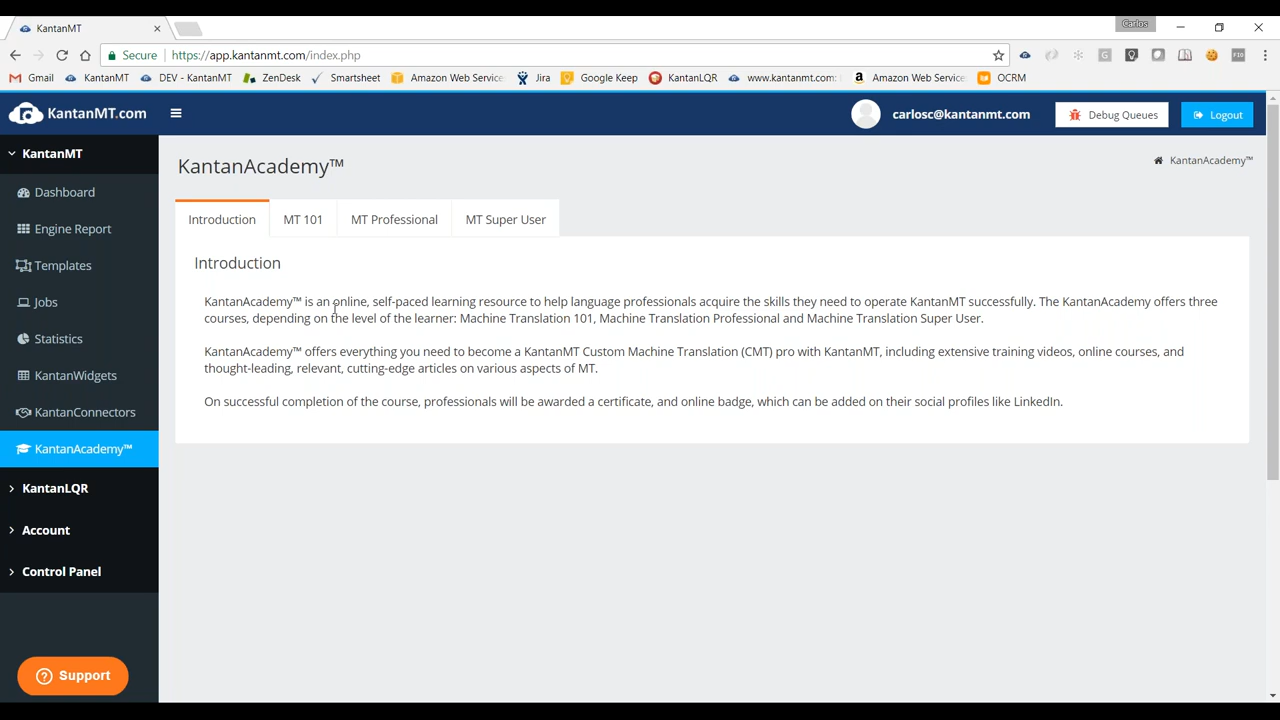 KantanMT
Carlos
Secure https://app.kantanmt.com/index.php
Gmail KantanMT DEV - KantanMT ZenDesk Smartsheet Amazon Web Service Jira Google Keep KantanLQR www.kantanmt.com: Amazon Web Service OCRM
KantanMT.com
carlosc@kantanmt.com
Debug Queues
Logout
KantanMT
Dashboard
Engine Report
Templates
Jobs
Statistics
KantanWidgets
KantanConnectors
KantanAcademy™
KantanLQR
Account
Control Panel
Support
KantanAcademy™
KantanAcademy™
Introduction MT 101 MT Professional MT Super User
Introduction
KantanAcademy™ is an online, self-paced learning resource to help language professionals acquire the skills they need to operate KantanMT successfully. The KantanAcademy offers three
courses, depending on the level of the learner: Machine Translation 101, Machine Translation Professional and Machine Translation Super User.
KantanAcademy™ offers everything you need to become a KantanMT Custom Machine Translation (CMT) pro with KantanMT, including extensive training videos, online courses, and
thought-leading, relevant, cutting-edge articles on various aspects of MT.
On successful completion of the course, professionals will be awarded a certificate, and online badge, which can be added on their social profiles like LinkedIn.